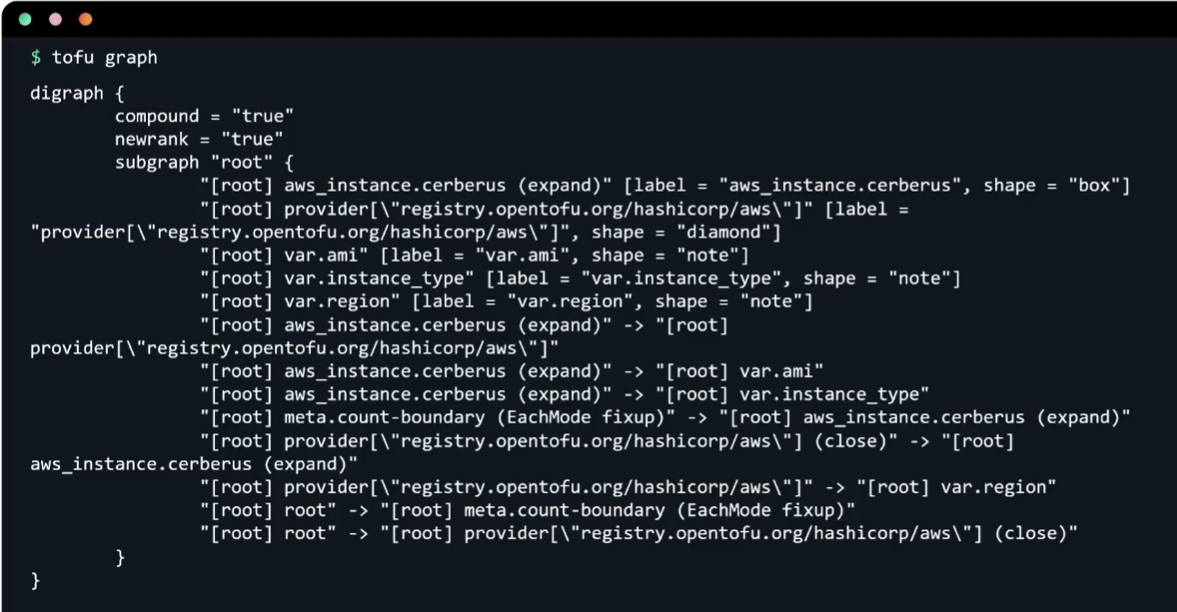 $ tofu graph
digraph {
        compound = "true"
        newrank = "true"
        subgraph "root" {
                "[root] aws_instance.cerberus (expand)" [label = "aws_instance.cerberus", shape = "box"]
                "[root] provider[\"registry.opentofu.org/hashicorp/aws\"]" [label =
"provider[\"registry.opentofu.org/hashicorp/aws\"]", shape = "diamond"]
                "[root] var.ami" [label = "var.ami", shape = "note"]
                "[root] var.instance_type" [label = "var.instance_type", shape = "note"]
                "[root] var.region" [label = "var.region", shape = "note"]
                "[root] aws_instance.cerberus (expand)" -> "[root]
provider[\"registry.opentofu.org/hashicorp/aws\"]"
                "[root] aws_instance.cerberus (expand)" -> "[root] var.ami"
                "[root] aws_instance.cerberus (expand)" -> "[root] var.instance_type"
                "[root] meta.count-boundary (EachMode fixup)" -> "[root] aws_instance.cerberus (expand)"
                "[root] provider[\"registry.opentofu.org/hashicorp/aws\"] (close)" -> "[root]
aws_instance.cerberus (expand)"
                "[root] provider[\"registry.opentofu.org/hashicorp/aws\"]" -> "[root] var.region"
                "[root] root" -> "[root] meta.count-boundary (EachMode fixup)"
                "[root] root" -> "[root] provider[\"registry.opentofu.org/hashicorp/aws\"] (close)"
        }
}